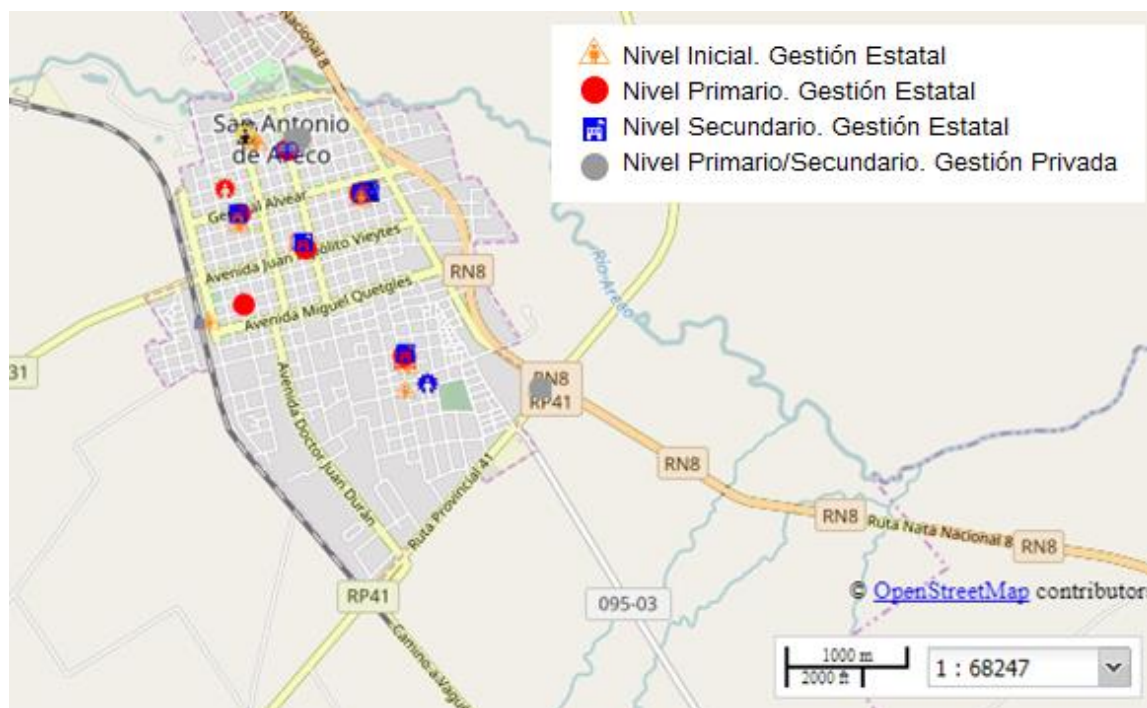 Nacional 8
Nivel Inicial. Gestión Estatal
Nivel Primario. Gestión Estatal
Nivel Secundario. Gestión Estatal
Nivel Primario/Secundario. Gestión Privada
San Antonio
de Areco
General Alvear
Avenida Juan Hipólito Vieytes
RN8
Avenida Miguel Quetgles
Río Areco
31
RN8
RP41
Avenida Doctor Juan Durán
Ruta Provincial 41
RN8
RN8
Ruta Nata Nacional 8
RN8
RP41
095-03
© OpenStreetMap contributor
Camino a Vague
1000 m
2000 ft
1 : 68247